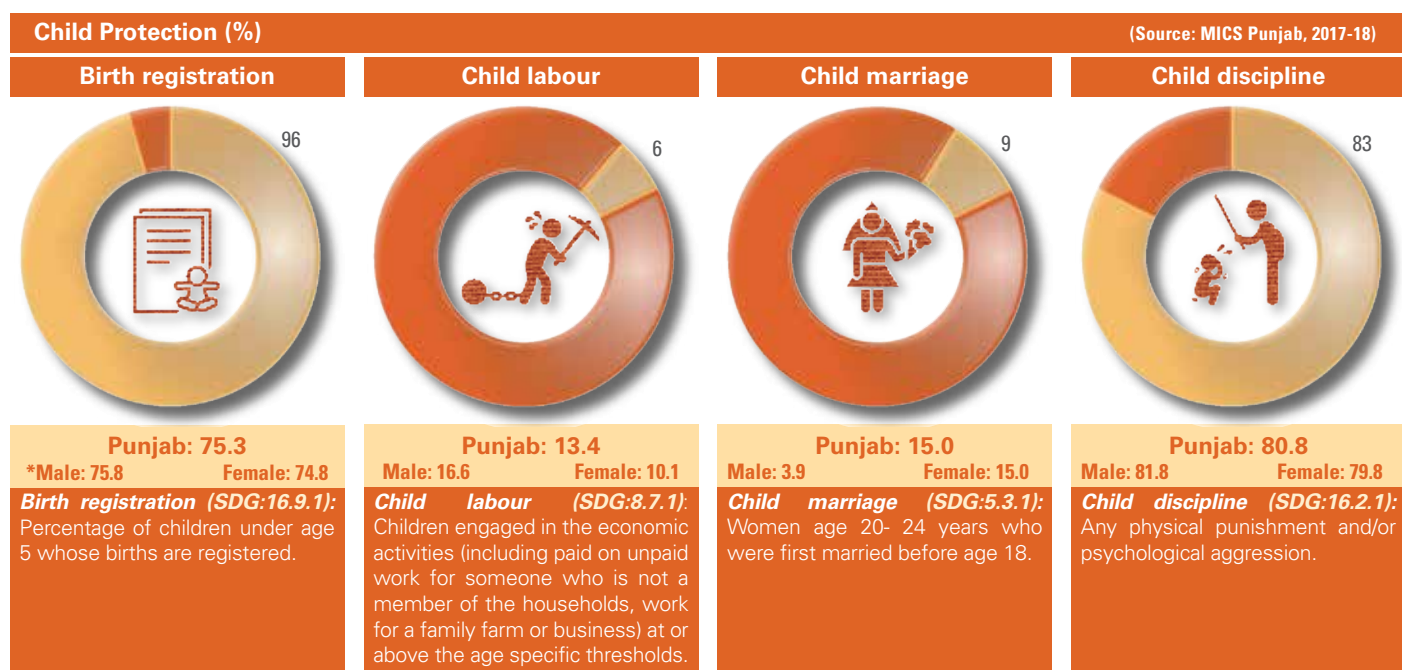 Child Protection (%)
(Source: MICS Punjab, 2017-18)
Birth registration
Child labour
Child marriage
Child discipline
96
6
9
83
Punjab: 75.3
*Male: 75.8 Female: 74.8
Birth registration (SDG:16.9.1):
Percentage of children under age
5 whose births are registered.
Punjab: 13.4
Male: 16.6 Female: 10.1
Child labour (SDG:8.7.1):
Children engaged in the economic
activities (including paid on unpaid
work for someone who is not a
member of the households, work
for a family farm or business) at or
above the age specific thresholds.
Punjab: 15.0
Male: 3.9 Female: 15.0
Child marriage (SDG:5.3.1):
Women age 20- 24 years who
were first married before age 18.
Punjab: 80.8
Male: 81.8 Female: 79.8
Child discipline (SDG:16.2.1):
Any physical punishment and/or
psychological aggression.